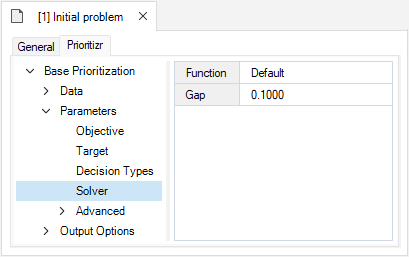 [1] Initial problem
General Prioritizr
Base Prioritization
Data
Parameters
Objective
Target
Decision Types
Solver
Advanced
Output Options
Function Default
Gap 0.1000